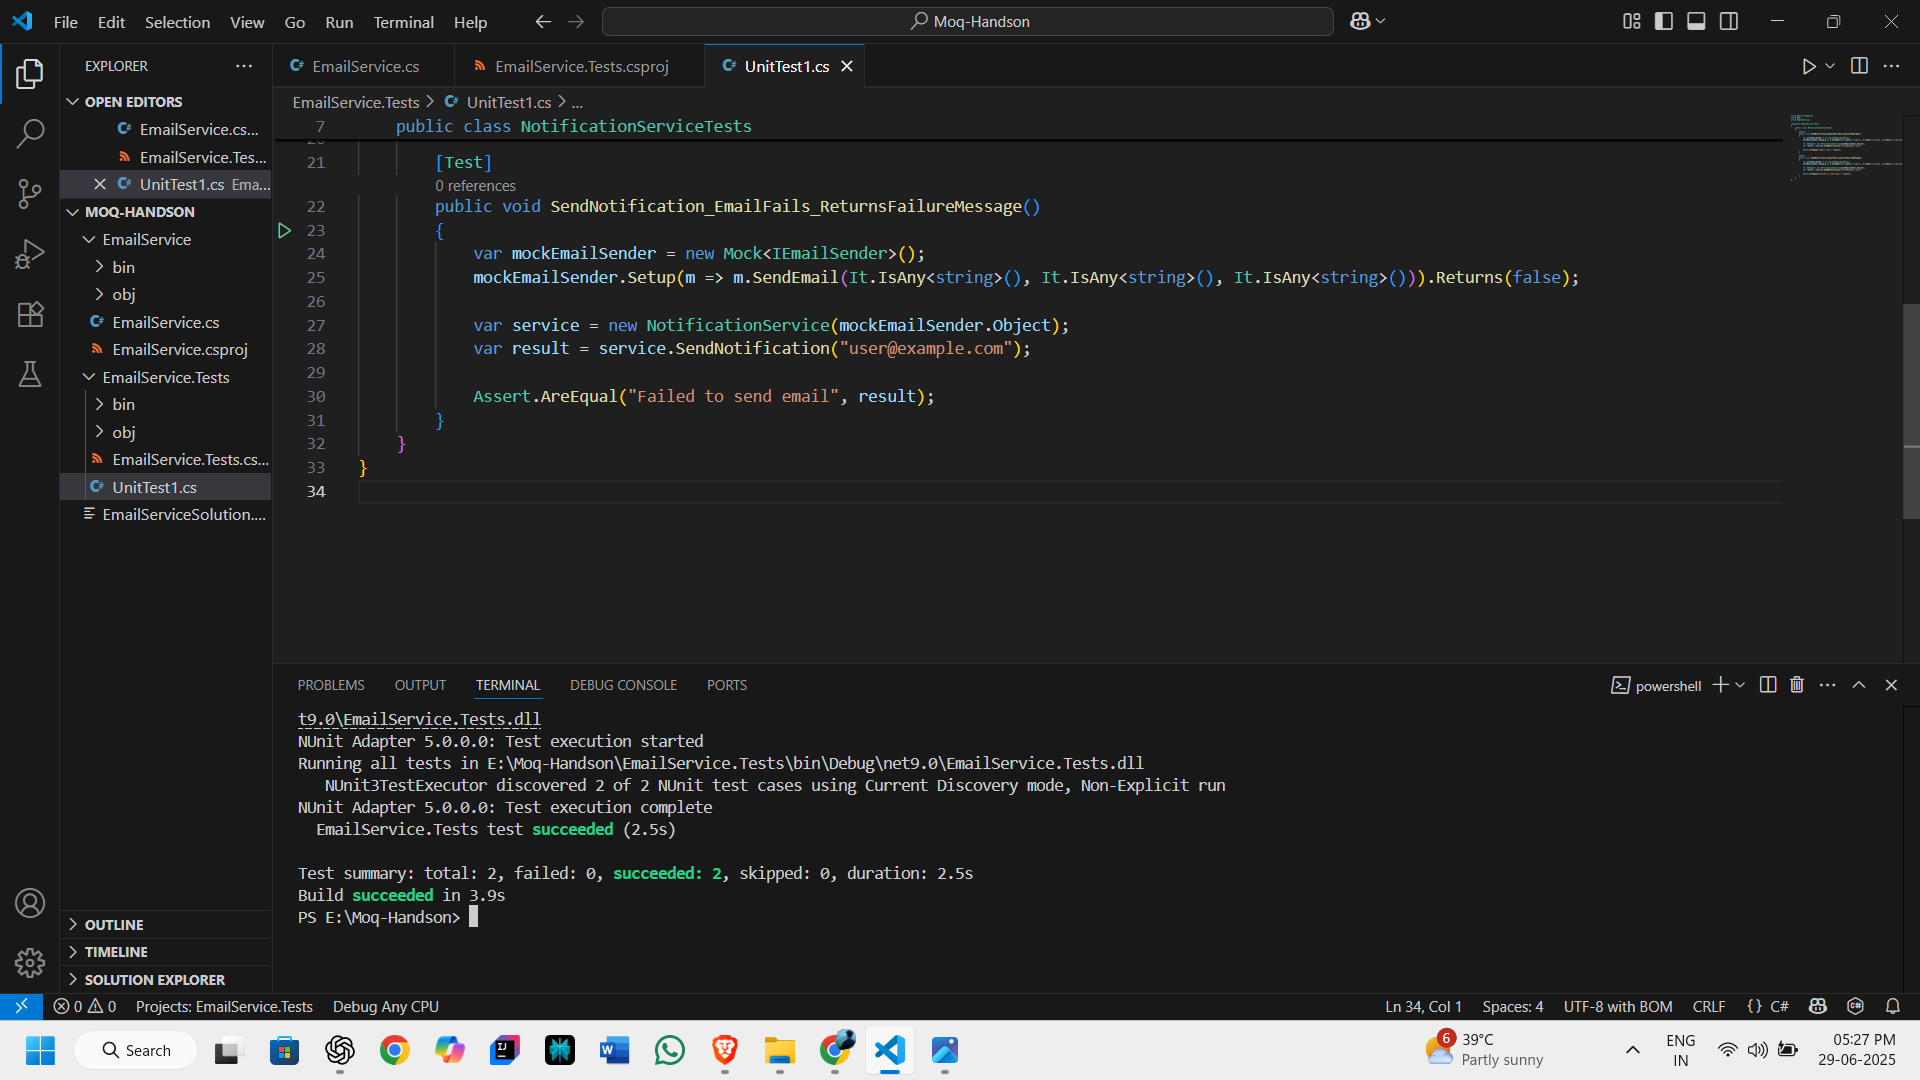 File Edit Selection View Go Run Terminal Help
Moq-Handson
EXPLORER
OPEN EDITORS
EmailService.cs...
EmailService.Tes...
UnitTest1.cs Ema...
MOQ-HANDSON
EmailService
bin
obj
EmailService.cs
EmailService.csproj
EmailService.Tests
bin
obj
EmailService.Tests.cs...
UnitTest1.cs
EmailServiceSolution....
OUTLINE
TIMELINE
SOLUTION EXPLORER
EmailService.cs EmailService.Tests.csproj UnitTest1.cs
EmailService.Tests > UnitTest1.cs > ...
7 public class NotificationServiceTests
21 [Test]
0 references
22 public void SendNotification_EmailFails_ReturnsFailureMessage()
23 {
24 var mockEmailSender = new Mock<IEmailSender>();
25 mockEmailSender.Setup(m => m.SendEmail(It.IsAny<string>(), It.IsAny<string>(), It.IsAny<string>())).Returns(false);
26
27 var service = new NotificationService(mockEmailSender.Object);
28 var result = service.SendNotification("user@example.com");
29
30 Assert.AreEqual("Failed to send email", result);
31 }
32 }
33 }
34
PROBLEMS OUTPUT TERMINAL DEBUG CONSOLE PORTS
powershell
t9.0\EmailService.Tests.dll
NUnit Adapter 5.0.0.0: Test execution started
Running all tests in E:\Moq-Handson\EmailService.Tests\bin\Debug\net9.0\EmailService.Tests.dll
NUnit3TestExecutor discovered 2 of 2 NUnit test cases using Current Discovery mode, Non-Explicit run
NUnit Adapter 5.0.0.0: Test execution complete
EmailService.Tests test succeeded (2.5s)
Test summary: total: 2, failed: 0, succeeded: 2, skipped: 0, duration: 2.5s
Build succeeded in 3.9s
PS E:\Moq-Handson>
0 0 Projects: EmailService.Tests Debug Any CPU
Ln 34, Col 1 Spaces: 4 UTF-8 with BOM CRLF {} C#
Search
6
39°C
Partly sunny
ENG
IN
05:27 PM
29-06-2025